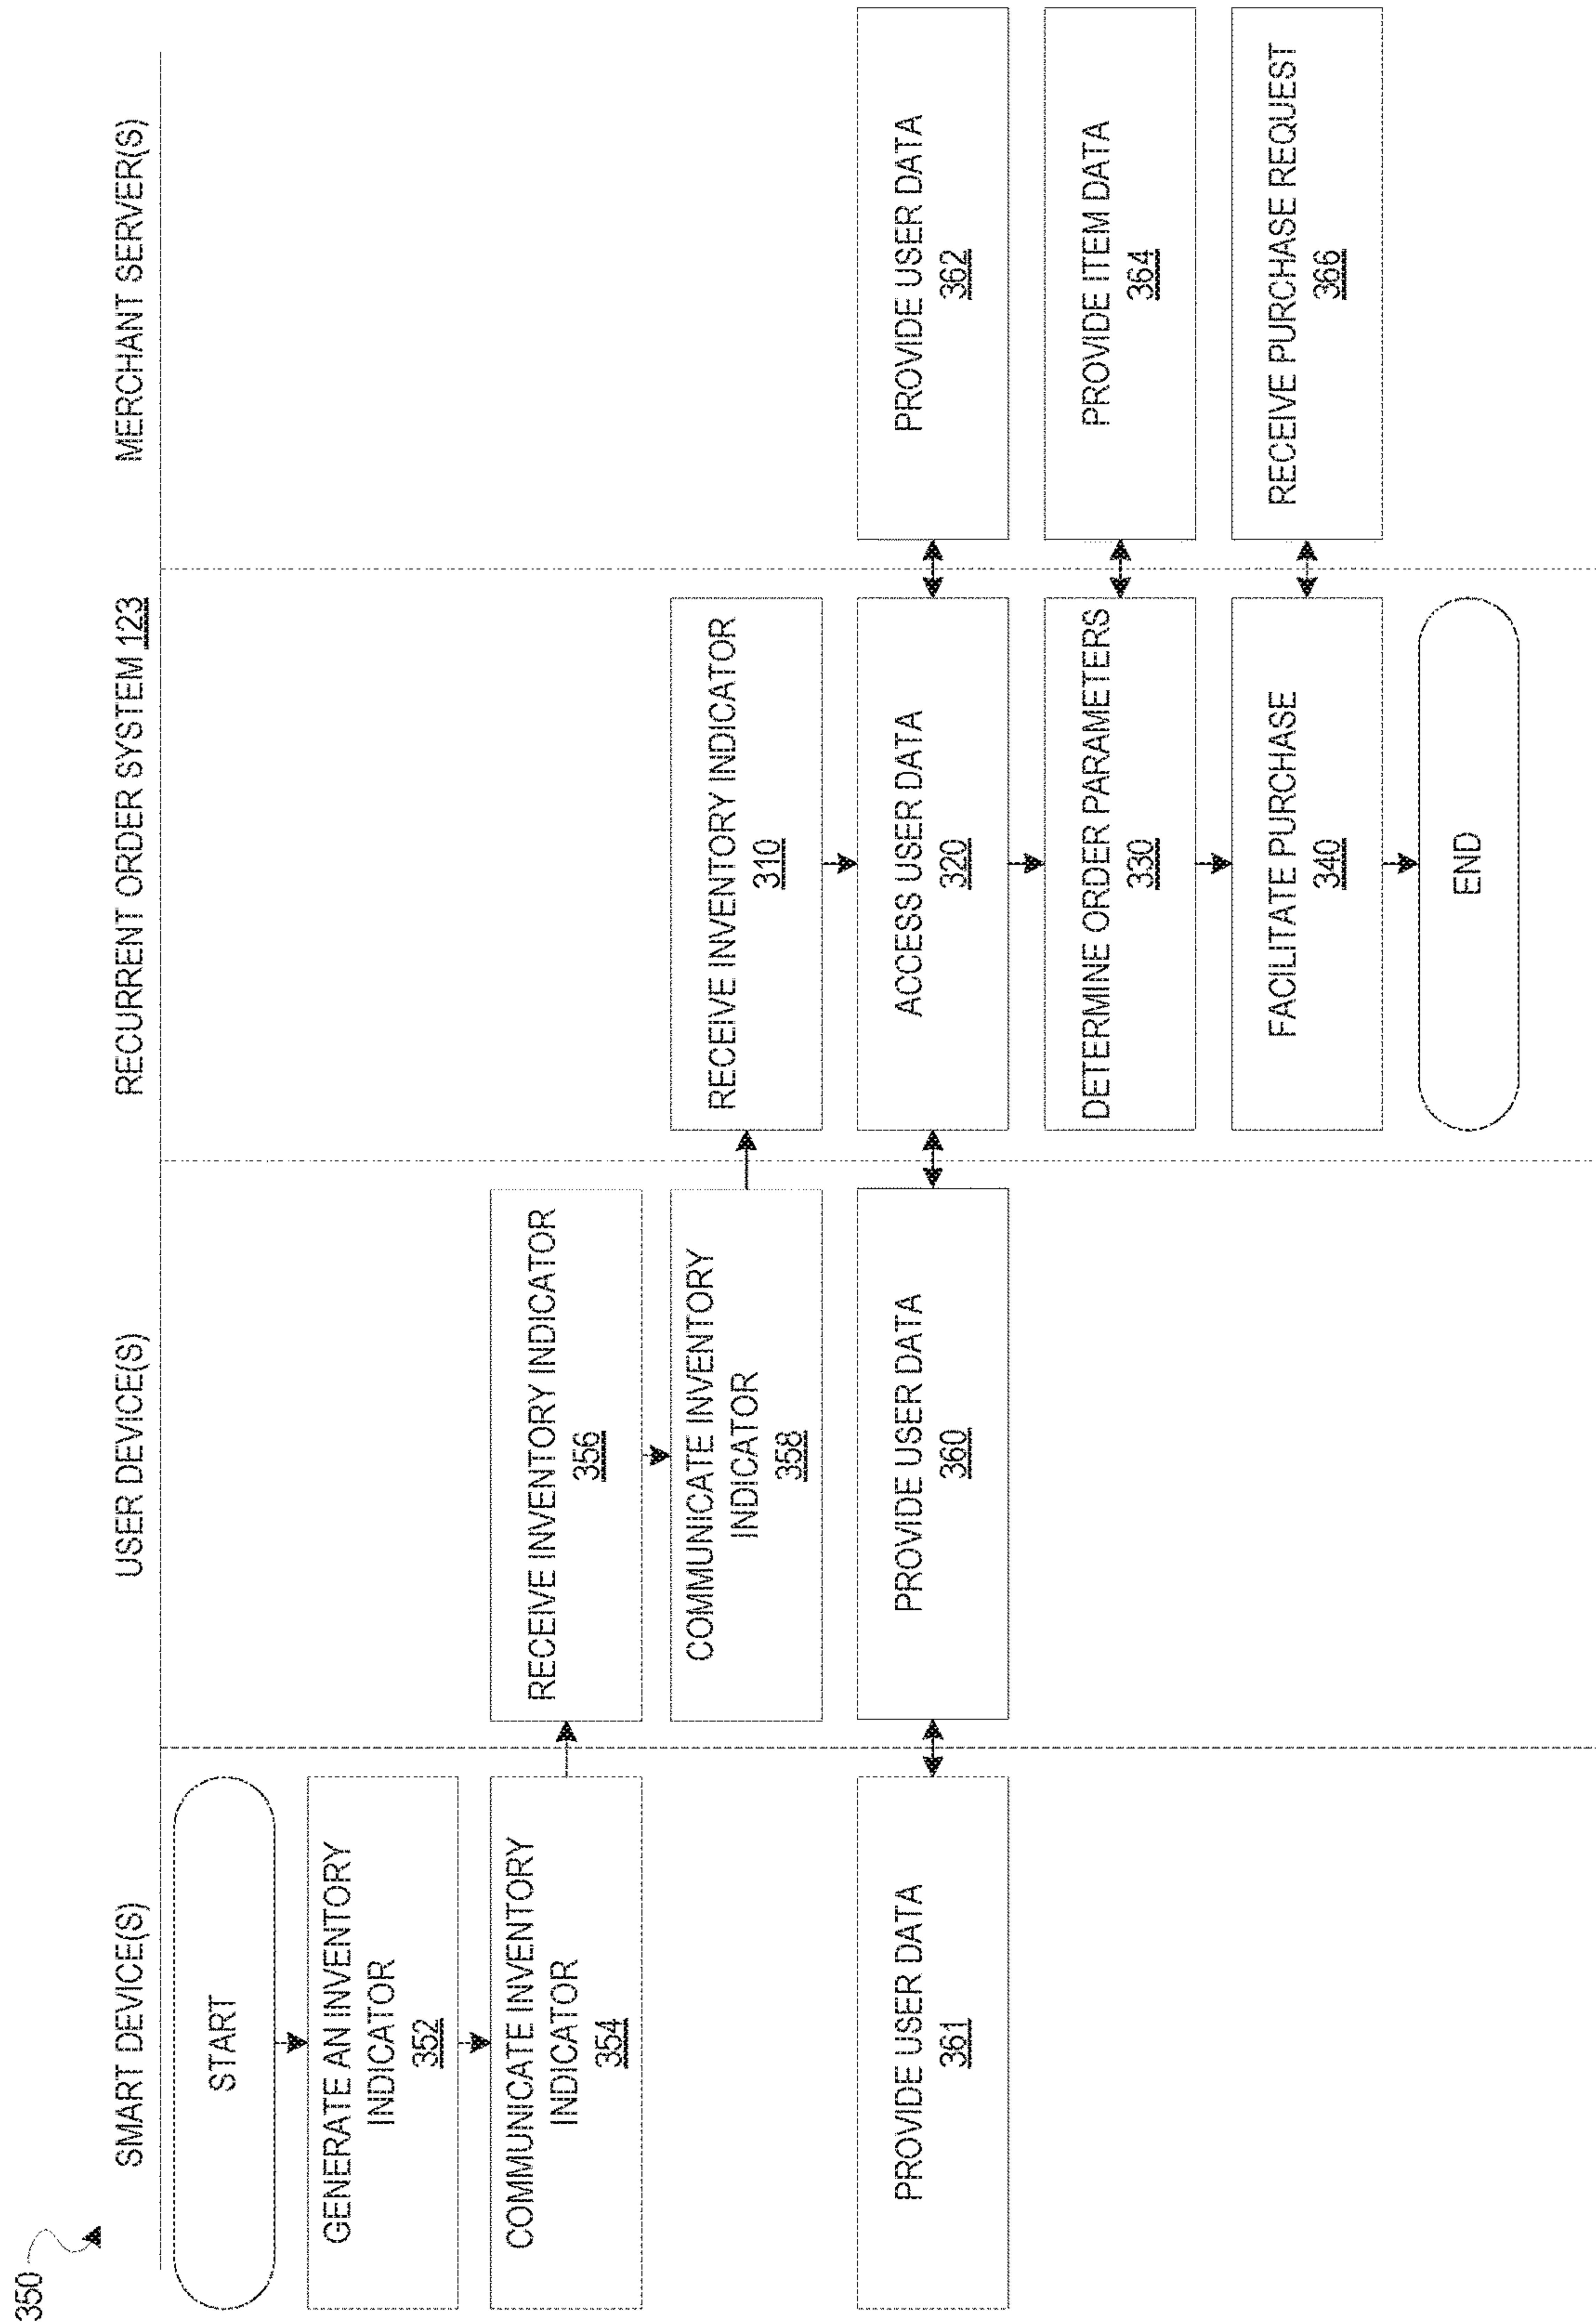 350
SMART DEVICE(S)
USER DEVICE(S)
RECURRENT ORDER SYSTEM 123
MERCHANT SERVER(S)
START
GENERATE AN INVENTORY
INDICATOR
352
COMMUNICATE INVENTORY
INDICATOR
354
RECEIVE INVENTORY INDICATOR
356
COMMUNICATE INVENTORY
INDICATOR
358
RECEIVE INVENTORY INDICATOR
310
PROVIDE USER DATA
361
PROVIDE USER DATA
360
ACCESS USER DATA
320
PROVIDE USER DATA
362
DETERMINE ORDER PARAMETERS
330
PROVIDE ITEM DATA
364
FACILITATE PURCHASE
340
RECEIVE PURCHASE REQUEST
366
END